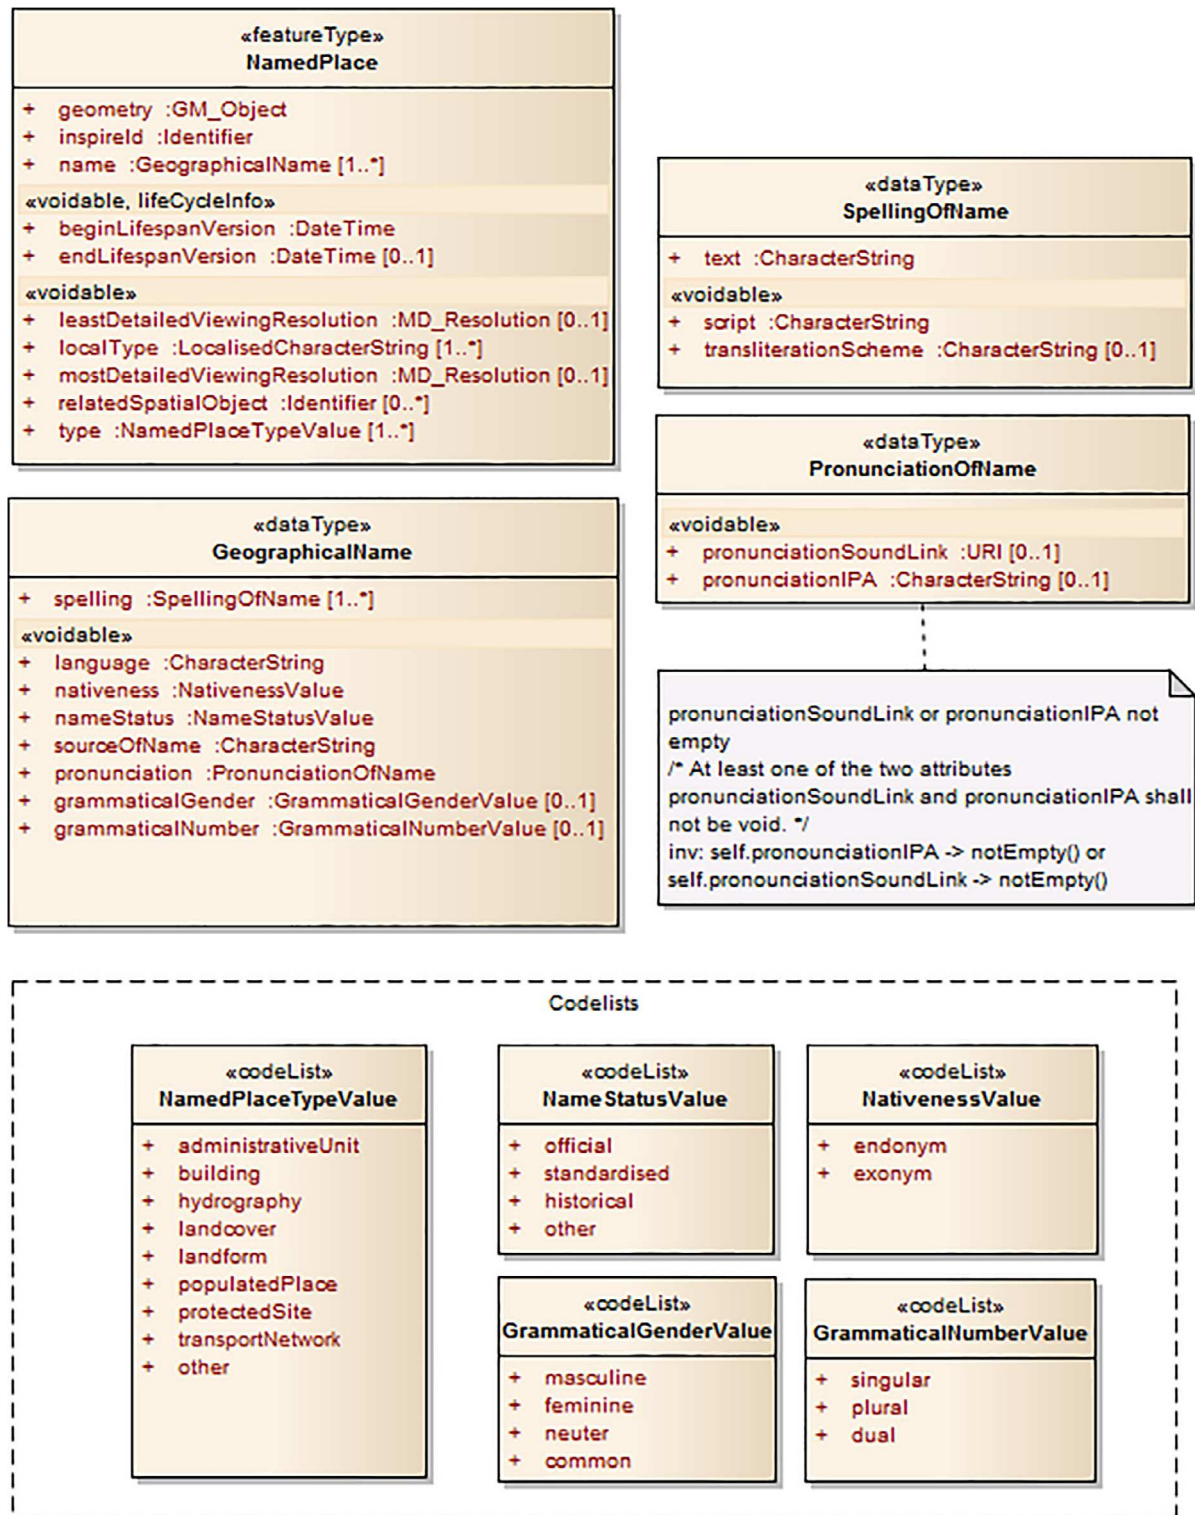 «featureType»
NamedPlace
+ geometry :GM_Object
+ inspireId :Identifier
+ name :GeographicalName [1..*]
«voidable, lifeCycleInfo»
+ beginLifespanVersion :DateTime
+ endLifespanVersion :DateTime [0..1]
«voidable»
+ leastDetailedViewingResolution :MD_Resolution [0..1]
+ localType :LocalisedCharacterString [1..*]
+ mostDetailedViewingResolution :MD_Resolution [0..1]
+ relatedSpatialObject :Identifier [0..*]
+ type :NamedPlaceTypeValue [1..*]
«dataType»
SpellingOfName
+ text :CharacterString
«voidable»
+ script :CharacterString
+ transliterationScheme :CharacterString [0..1]
«dataType»
PronunciationOfName
«voidable»
+ pronunciationSoundLink :URI [0..1]
+ pronunciationIPA :CharacterString [0..1]
«dataType»
GeographicalName
+ spelling :SpellingOfName [1..*]
«voidable»
+ language :CharacterString
+ nativeness :NativenessValue
+ nameStatus :NameStatusValue
+ sourceOfName :CharacterString
+ pronunciation :PronunciationOfName
+ grammaticalGender :GrammaticalGenderValue [0..1]
+ grammaticalNumber :GrammaticalNumberValue [0..1]
pronunciationSoundLink or pronunciationIPA not
empty
/* At least one of the two attributes
pronunciationSoundLink and pronunciationIPA shall
not be void. */
inv: self.pronounciationIPA -> notEmpty() or
self.pronounciationSoundLink -> notEmpty()
Codelists
«codeList»
NamedPlaceTypeValue
+ administrativeUnit
+ building
+ hydrography
+ landcover
+ landform
+ populatedPlace
+ protectedSite
+ transportNetwork
+ other
«codeList»
NameStatusValue
+ official
+ standardised
+ historical
+ other
«codeList»
NativenessValue
+ endonym
+ exonym
«codeList»
GrammaticalGenderValue
+ masculine
+ feminine
+ neuter
+ common
«codeList»
GrammaticalNumberValue
+ singular
+ plural
+ dual